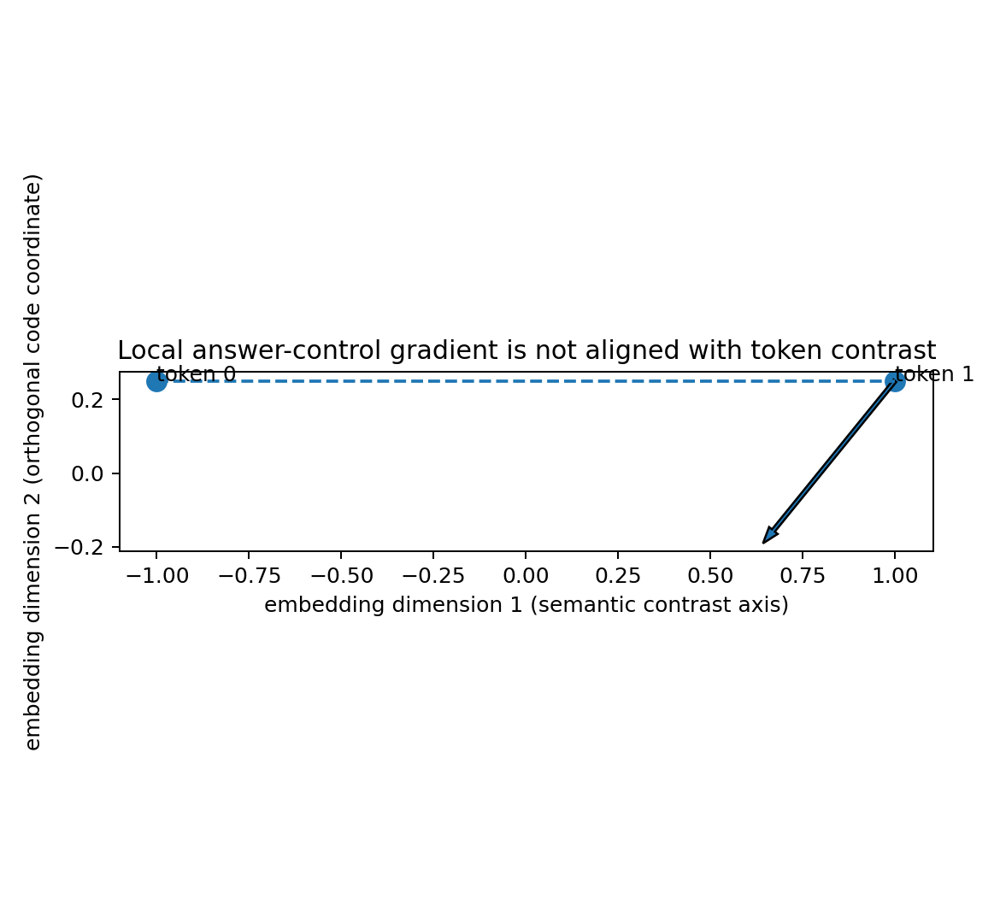 Local answer-control gradient is not aligned with token contrast
token 0
token 1
0.2
0.0
−0.2
−1.00 −0.75 −0.50 −0.25 0.00 0.25 0.50 0.75 1.00
embedding dimension 1 (semantic contrast axis)
embedding dimension 2 (orthogonal code coordinate)